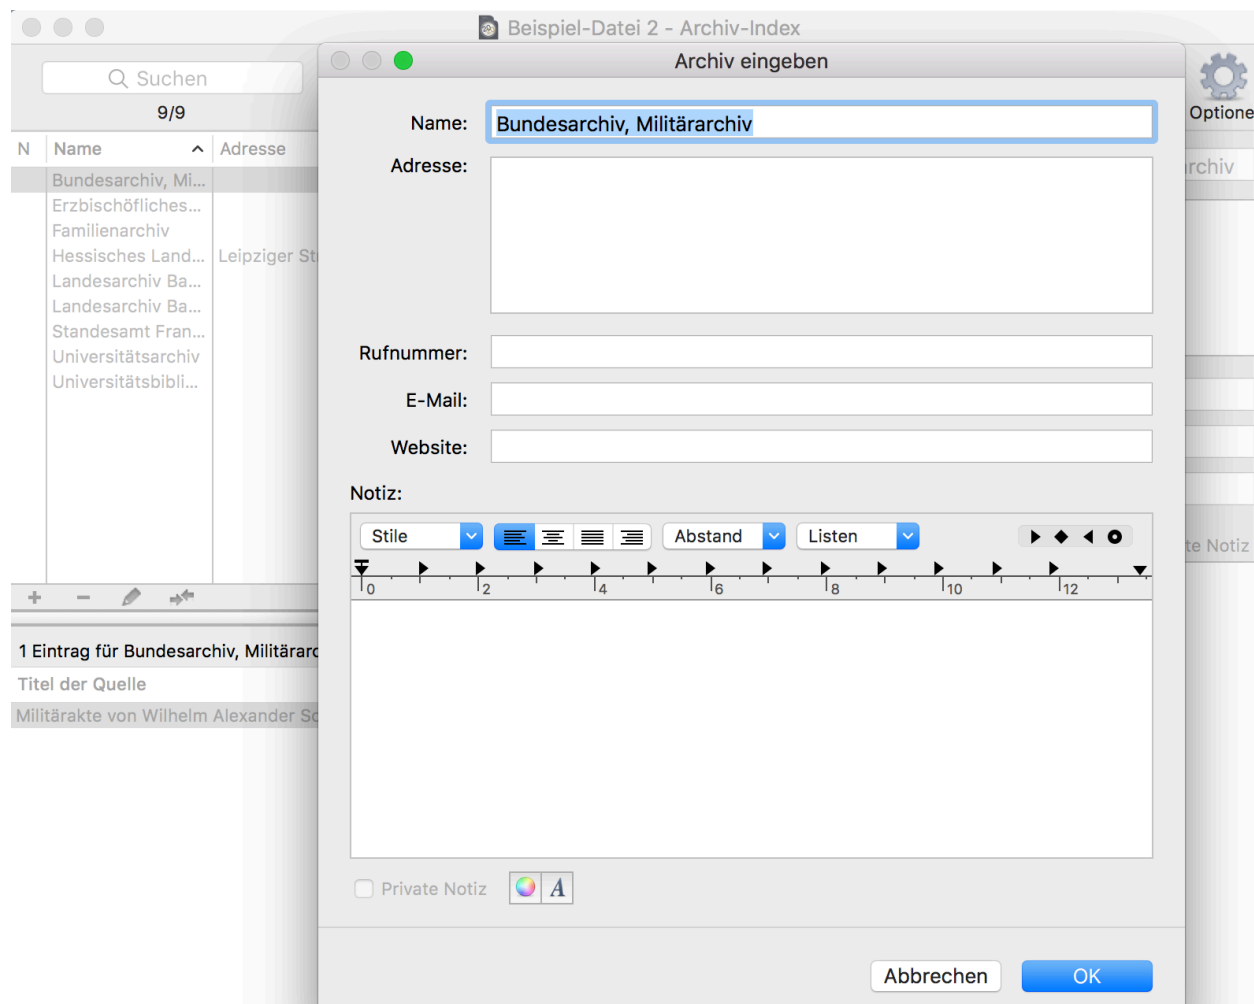 Beispiel-Datei 2 - Archiv-Index
Suchen
9/9
N Name Adresse
Bundesarchiv, Mi...
Erzbischöfliches...
Familienarchiv
Hessisches Land... Leipziger St
Landesarchiv Ba...
Landesarchiv Ba...
Standesamt Fran...
Universitätsarchiv
Universitätsbibli...
1 Eintrag für Bundesarchiv, Militärarc
Titel der Quelle
Militärakte von Wilhelm Alexander Sc
Archiv eingeben
Name: Bundesarchiv, Militärarchiv
Adresse:
Rufnummer:
E-Mail:
Website:
Notiz:
Stile Abstand Listen
0 2 4 6 8 10 12
Private Notiz A
Abbrechen OK
Optione
rchiv
te Notiz